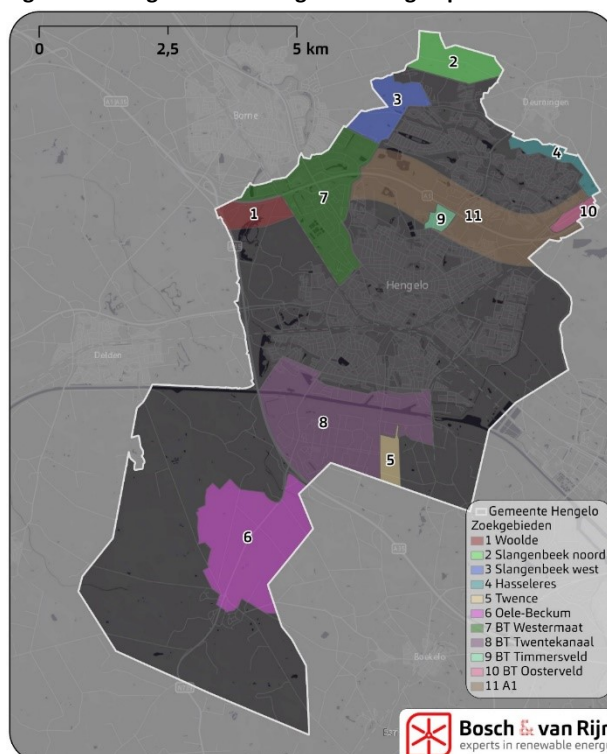 0 2,5 5 km
2
3
Deurningen
Borne
4
10
1
7
9
11
Hengelo
Delden
8
5
6
Boekelo
Gemeente Hengelo
Zoekgebieden
1 Woolde
2 Slangenbeek noord
3 Slangenbeek west
4 Hasseleres
5 Twence
6 Oele-Beckum
7 BT Westermaat
8 BT Twentekanaal
9 BT Timmersveld
10 BT Oosterveld
11 A1
Bosch & van Rijn
experts in renewable energ